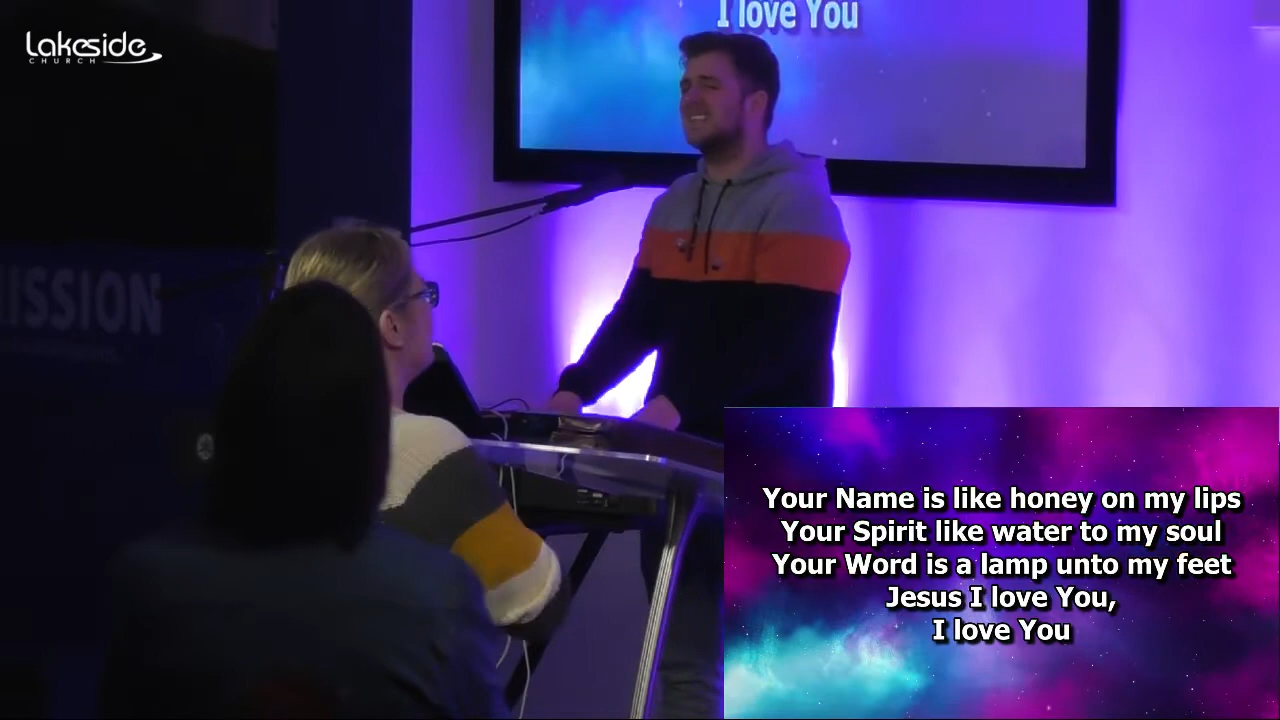 Lakeside
CHURCH
I love You
MISSION
Your Name is like honey on my lips
Your Spirit like water to my soul
Your Word is a lamp unto my feet
Jesus I love You,
I love You